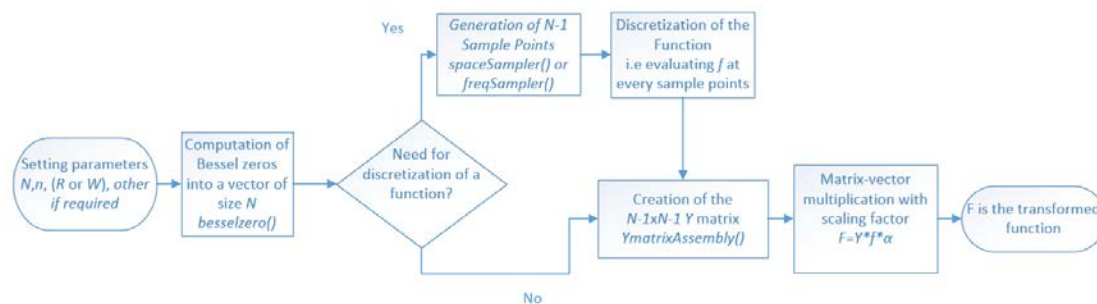 Setting parameters
N,n, (R or W), other
if required
Computation of
Bessel zeros
into a vector of
size N
besselzero()
Need for
discretization of a
function?
Yes
Generation of N-1
Sample Points
spaceSampler() or
freqSampler()
Discretization of the
Function
i.e evaluating f at
every sample points
No
Creation of the
N-1xN-1 Y matrix
YmatrixAssembly()
Matrix-vector
multiplication with
scaling factor
F=Y*f*α
F is the transformed
function